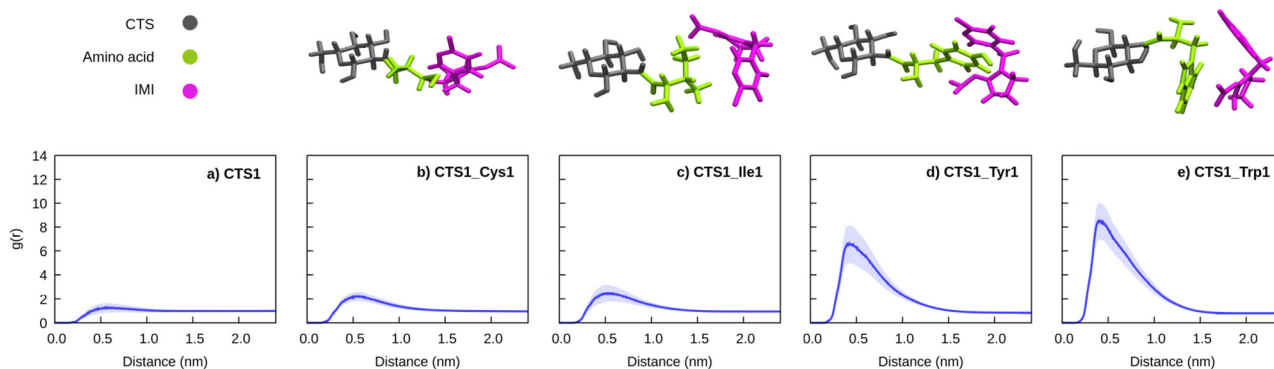 CTS
Amino acid
IMI
a) CTS1
b) CTS1_Cys1
c) CTS1_Ile1
d) CTS1_Tyr1
e) CTS1_Trp1
g(r)
14
12
10
8
6
4
2
0
0.0 0.5 1.0 1.5 2.0
0.0 0.5 1.0 1.5 2.0
0.0 0.5 1.0 1.5 2.0
0.0 0.5 1.0 1.5 2.0
0.0 0.5 1.0 1.5 2.0
Distance (nm)
Distance (nm)
Distance (nm)
Distance (nm)
Distance (nm)